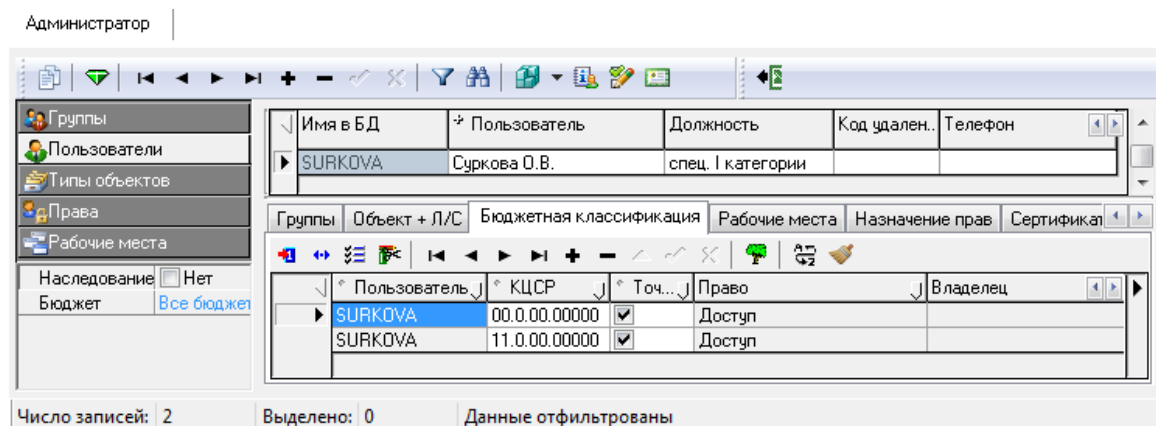 Администратор
Группы
Пользователи
Типы объектов
Права
Рабочие места
Наследование Нет
Бюджет Все бюджет
Имя в БД Пользователь Должность Код удален.. Телефон
SURKOVA Суркова О.В. спец. I категории
Группы Объект + Л/С Бюджетная классификация Рабочие места Назначение прав Сертификат
Пользователь КЦСР Точ... Право Владелец
SURKOVA 00.0.00.00000 Доступ
SURKOVA 11.0.00.00000 Доступ
Число записей: 2 Выделено: 0 Данные отфильтрованы